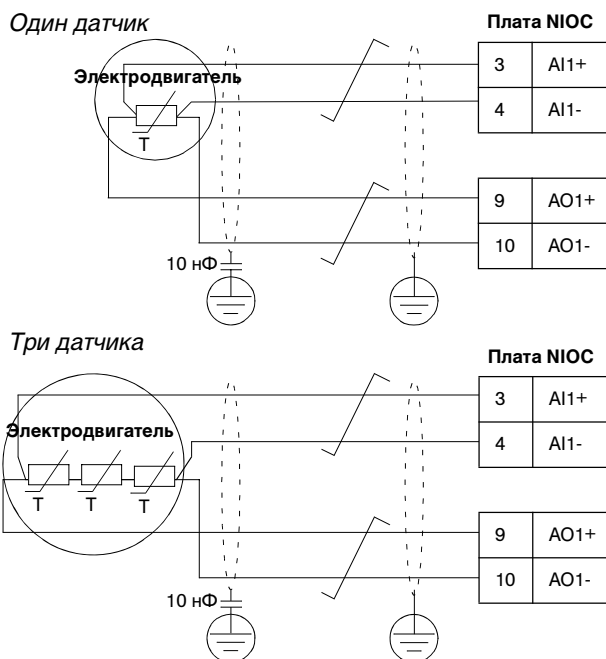 Один датчик
Плата NIOC
Электродвигатель
3 AI1+
4 AI1-
T
9 AO1+
10 AO1-
10 нФ
Три датчика
Плата NIOC
3 AI1+
Электродвигатель
4 AI1-
T T T
9 AO1+
10 AO1-
10 нФ